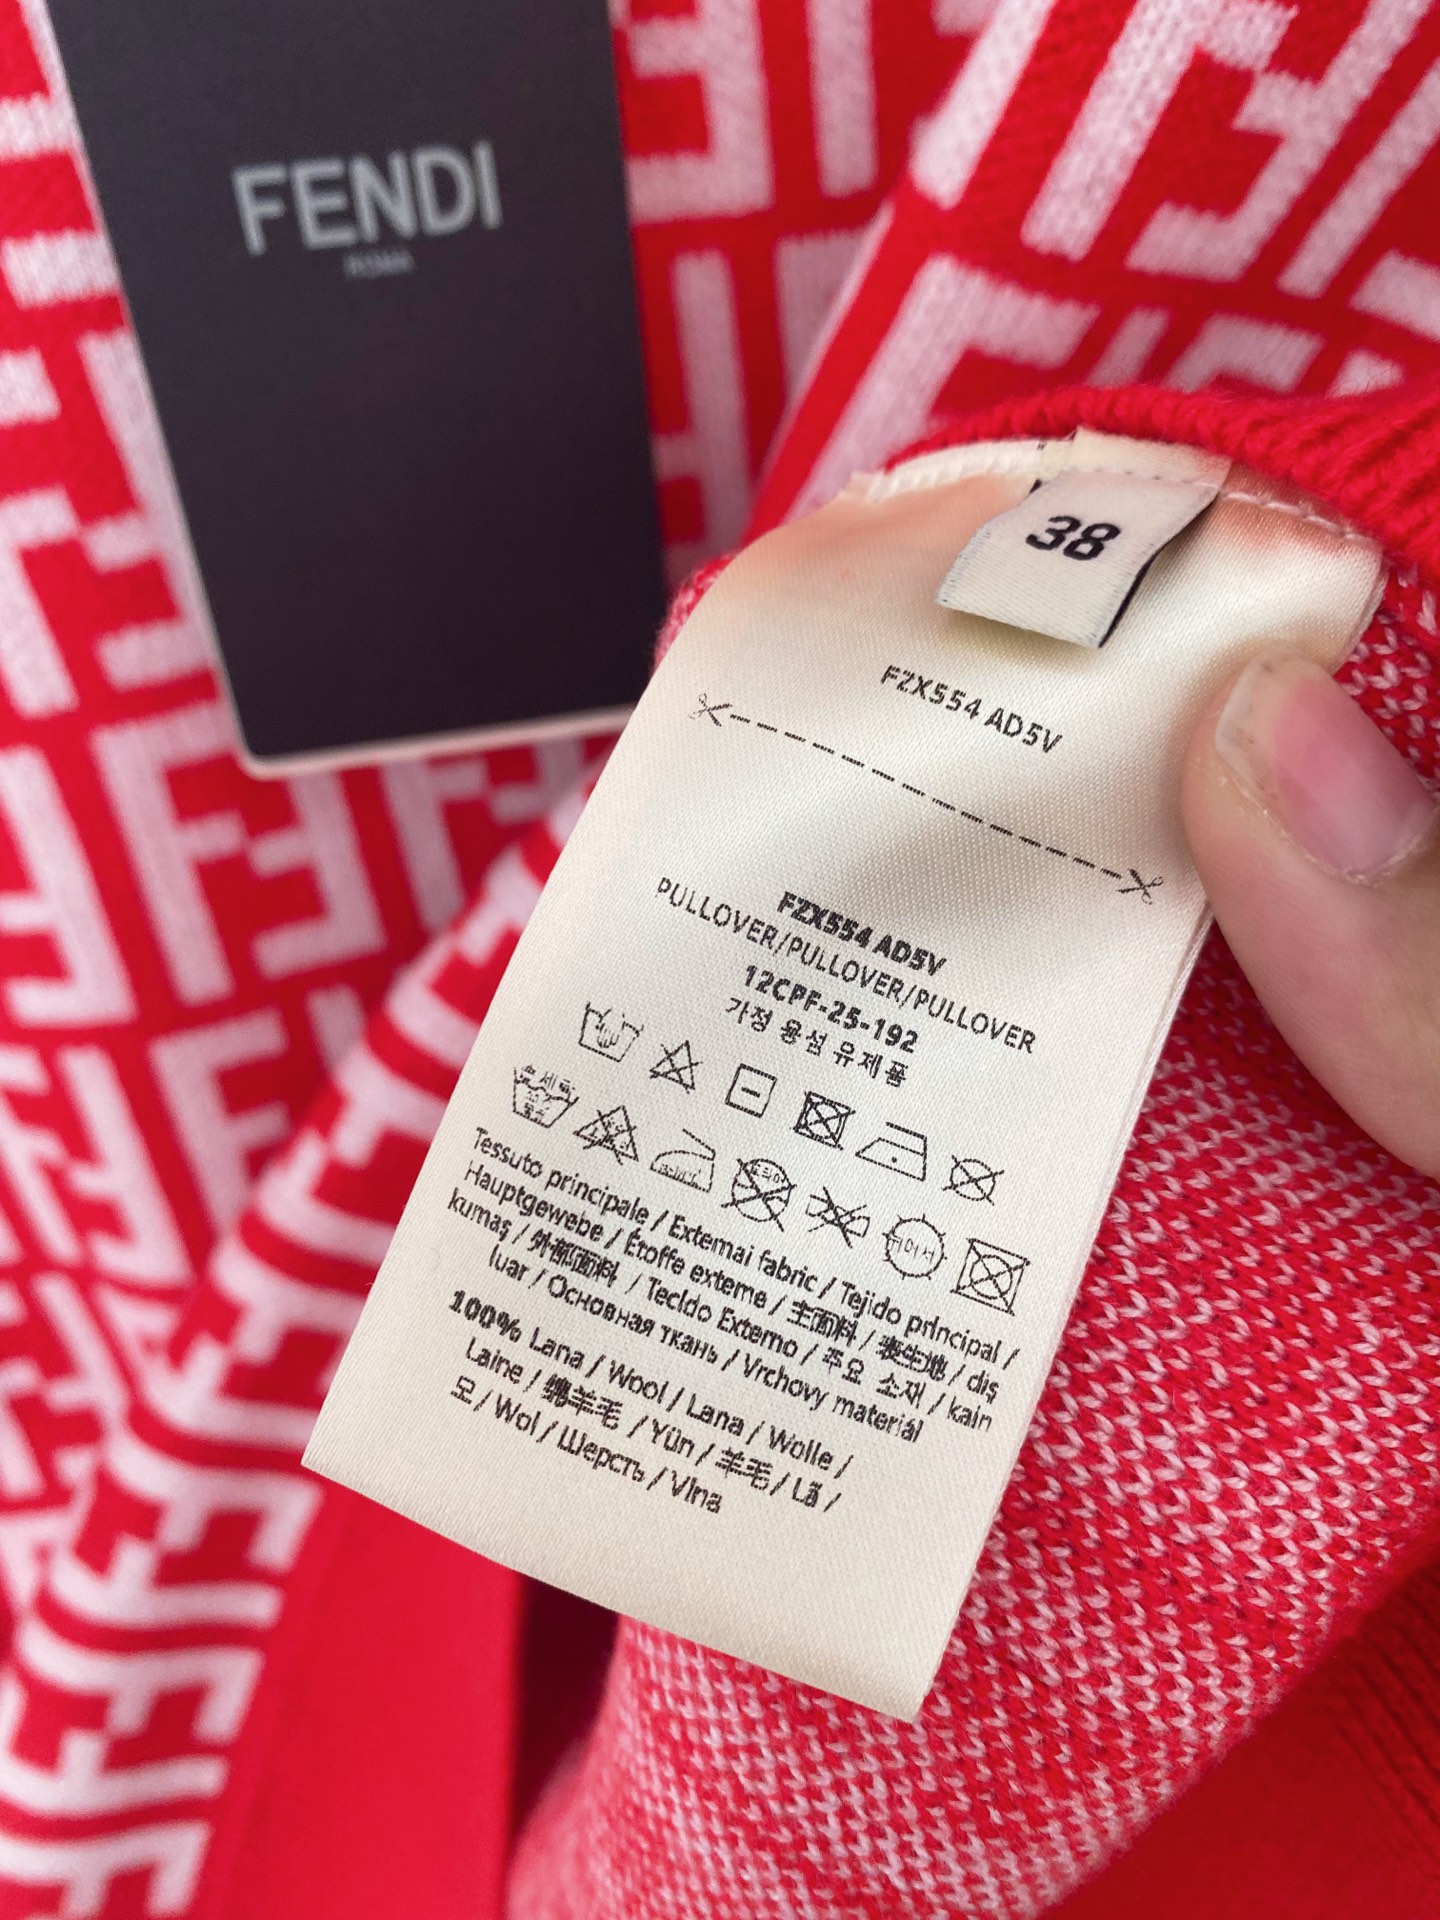 FENDI
ROMA
38
FZX554 AD5V
FZX554 AD5V
PULLOVER/PULLOVER/PULLOVER
12CPF-25-192
가정 용섬 유제품
Tessuto principale / Externai fabric / Tejido principal /
Hauptgewebe / Étoffe externe / 主面料 / 表生地 / dış
kumaş / 外部面料 / Tecldo Externo / 주요 소재 / kain
luar / Основная ткань / Vrchovy materiál
100% Lana / Wool / Lana / Wolle /
Laine / 绵羊毛 / Yün / 羊毛 / Lã /
모 / Wol / Шерсть / Vlna